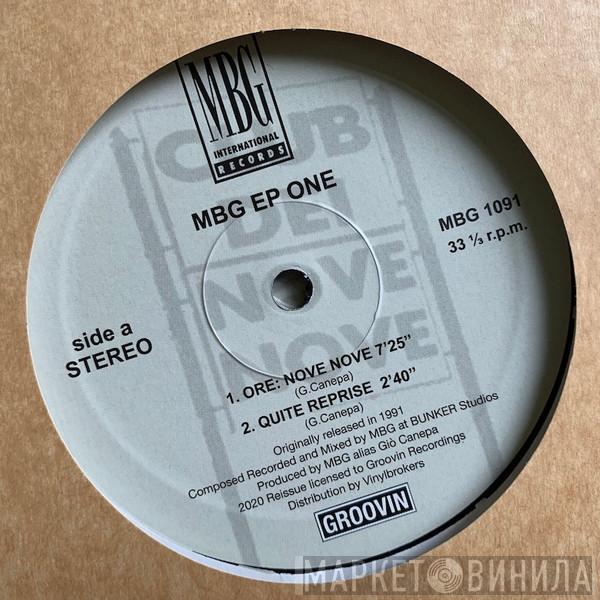 MBG
INTERNATIONAL
RECORDS
CLUB
DEI
NOVE
NOVE
MBG EP ONE
MBG 1091
33 ⅓ r.p.m.
side a
STEREO
1. ORE: NOVE NOVE 7'25"
(G.Canepa)
2. QUITE REPRISE 2'40"
(G.Canepa)
Originally released in 1991
Composed Recorded and Mixed by MBG at BUNKER Studios
Produced by MBG alias Giò Canepa
2020 Reissue licensed to Groovin Recordings
Distribution by Vinylbrokers
GROOVIN
МАРКЕТ ВИНИЛА